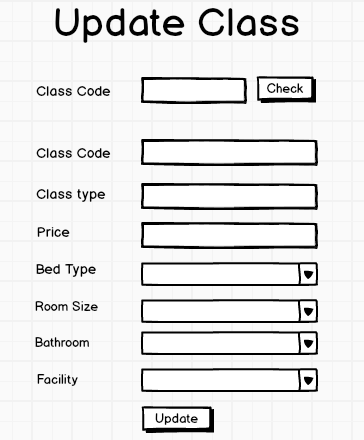 Update Class
Class Code Check
Class Code
Class type
Price
Bed Type
Room Size
Bathroom
Facility
Update